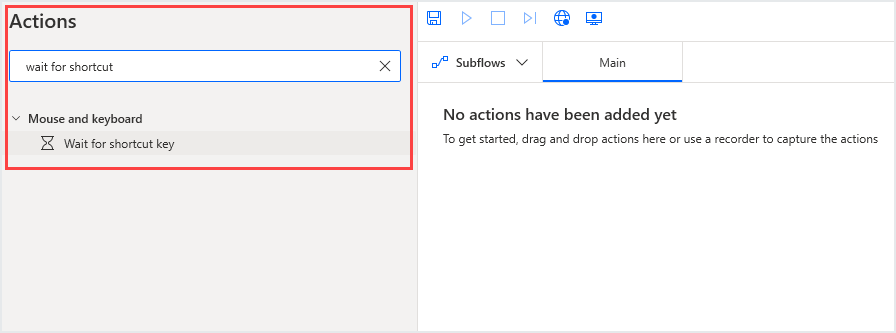 Actions
wait for shortcut
Mouse and keyboard
Wait for shortcut key
Subflows
Main
No actions have been added yet
To get started, drag and drop actions here or use a recorder to capture the actions